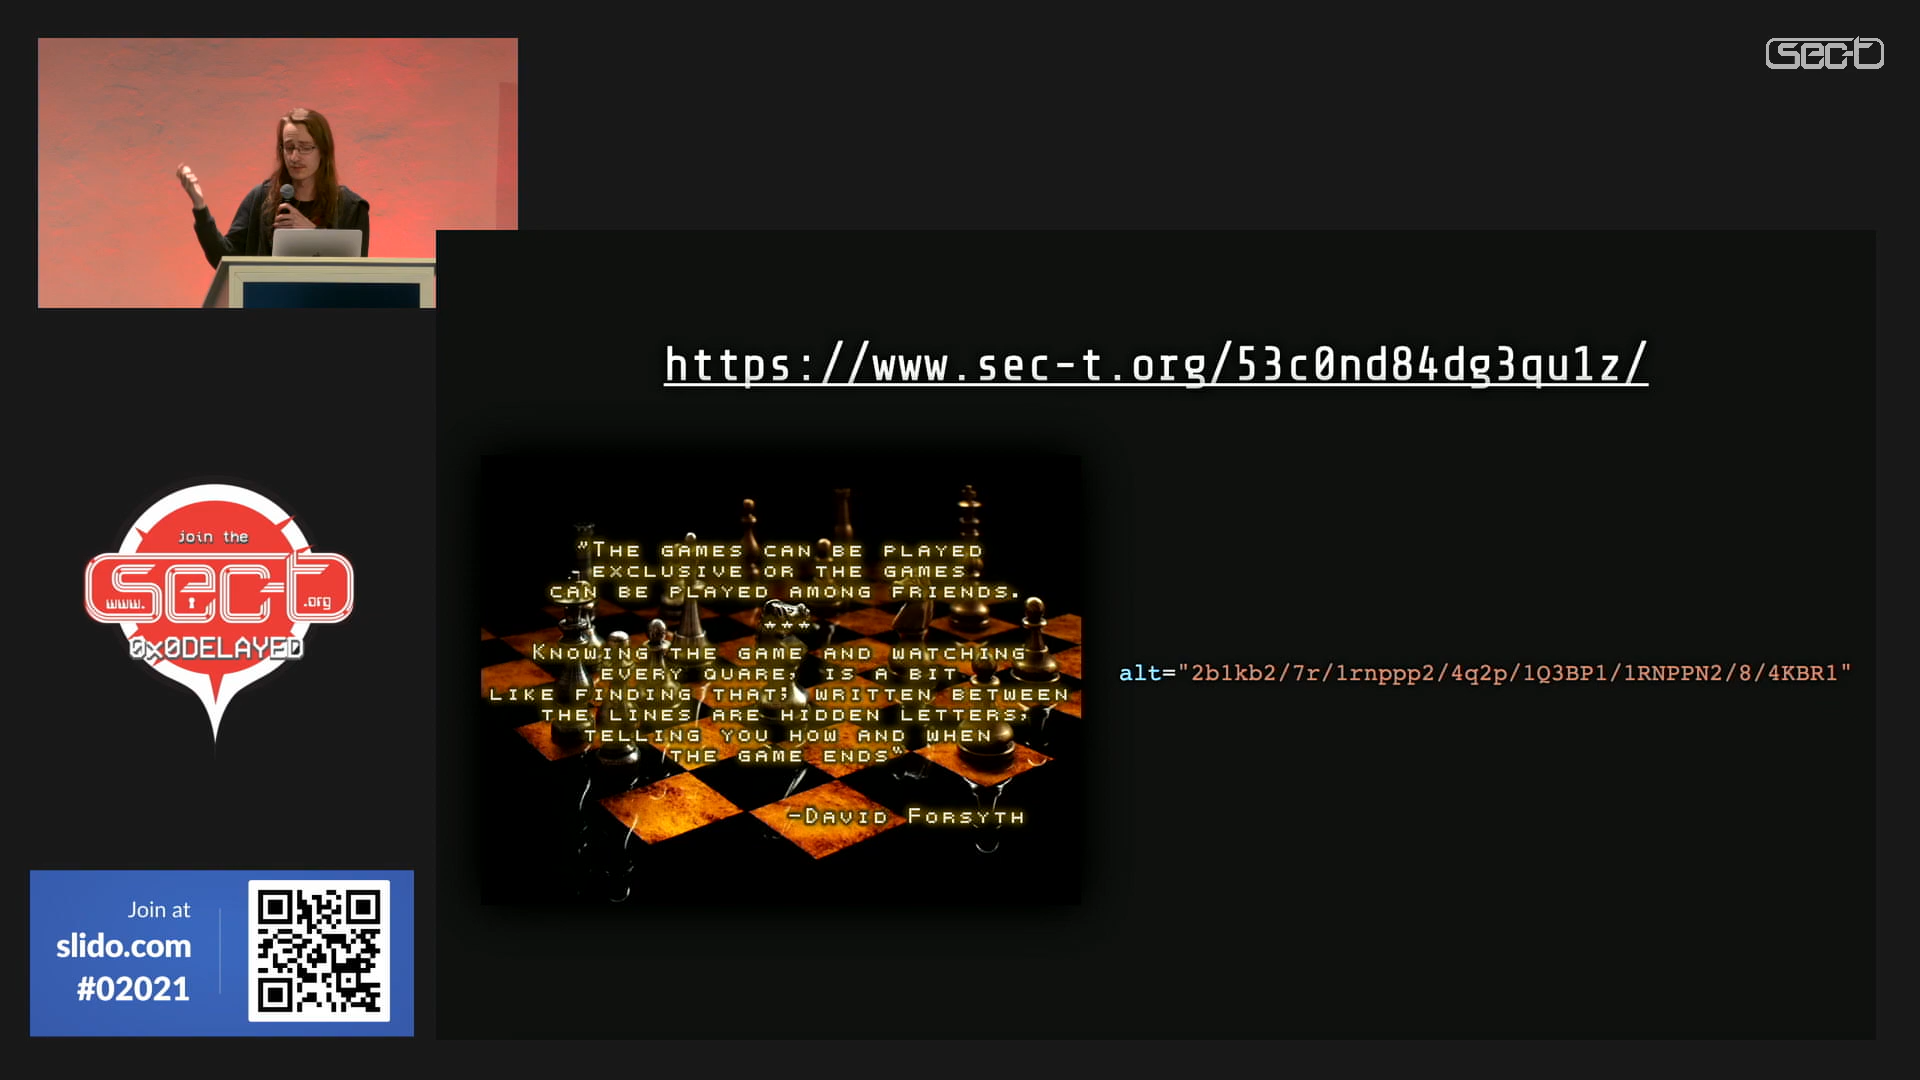 sec-t
https://www.sec-t.org/53c0nd84dg3qu1z/
"The games can be played
exclusive or the games
can be played among friends.
***
Knowing the game and watching
every quare, is a bit
like finding that; written between
the lines are hidden letters,
telling you how and when
the game ends"
-David Forsyth
alt="2b1kb2/7r/1rnppp2/4q2p/1Q3BP1/1RNPPN2/8/4KBR1"
join the
sec-t
www. .org
0x0DELAYED
Join at
slido.com
#02021